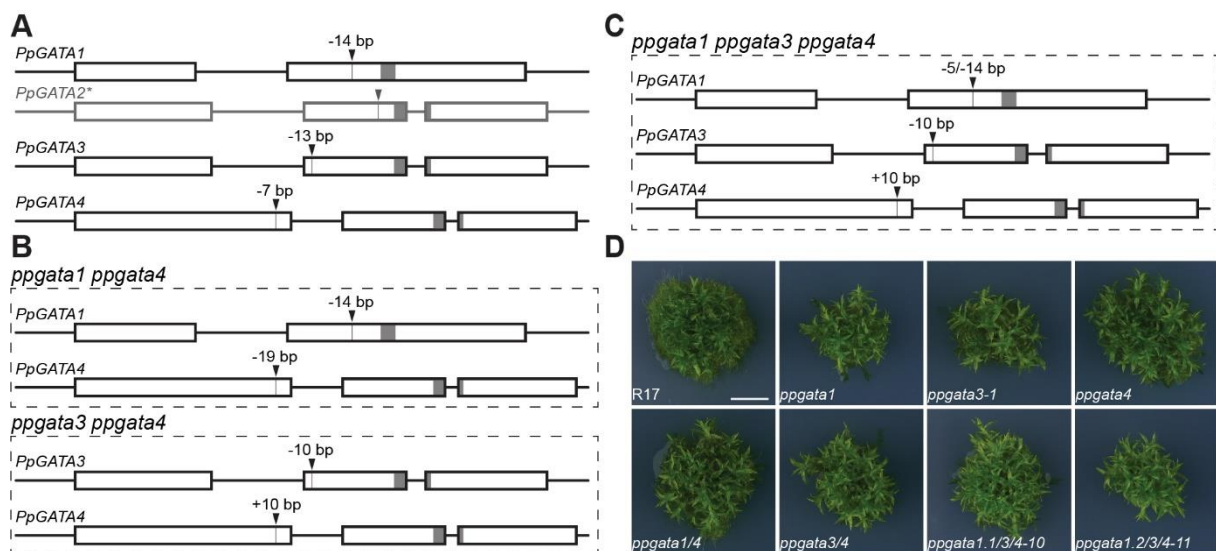 A
PpGATA1
-14 bp
PpGATA2*
PpGATA3
-13 bp
PpGATA4
-7 bp
B
ppgata1 ppgata4
PpGATA1
-14 bp
PpGATA4
-19 bp
ppgata3 ppgata4
PpGATA3
-10 bp
PpGATA4
+10 bp
C
ppgata1 ppgata3 ppgata4
PpGATA1
-5/-14 bp
PpGATA3
-10 bp
PpGATA4
+10 bp
D
R17
ppgata1
ppgata3-1
ppgata4
ppgata1/4
ppgata3/4
ppgata1.1/3/4-10
ppgata1.2/3/4-11